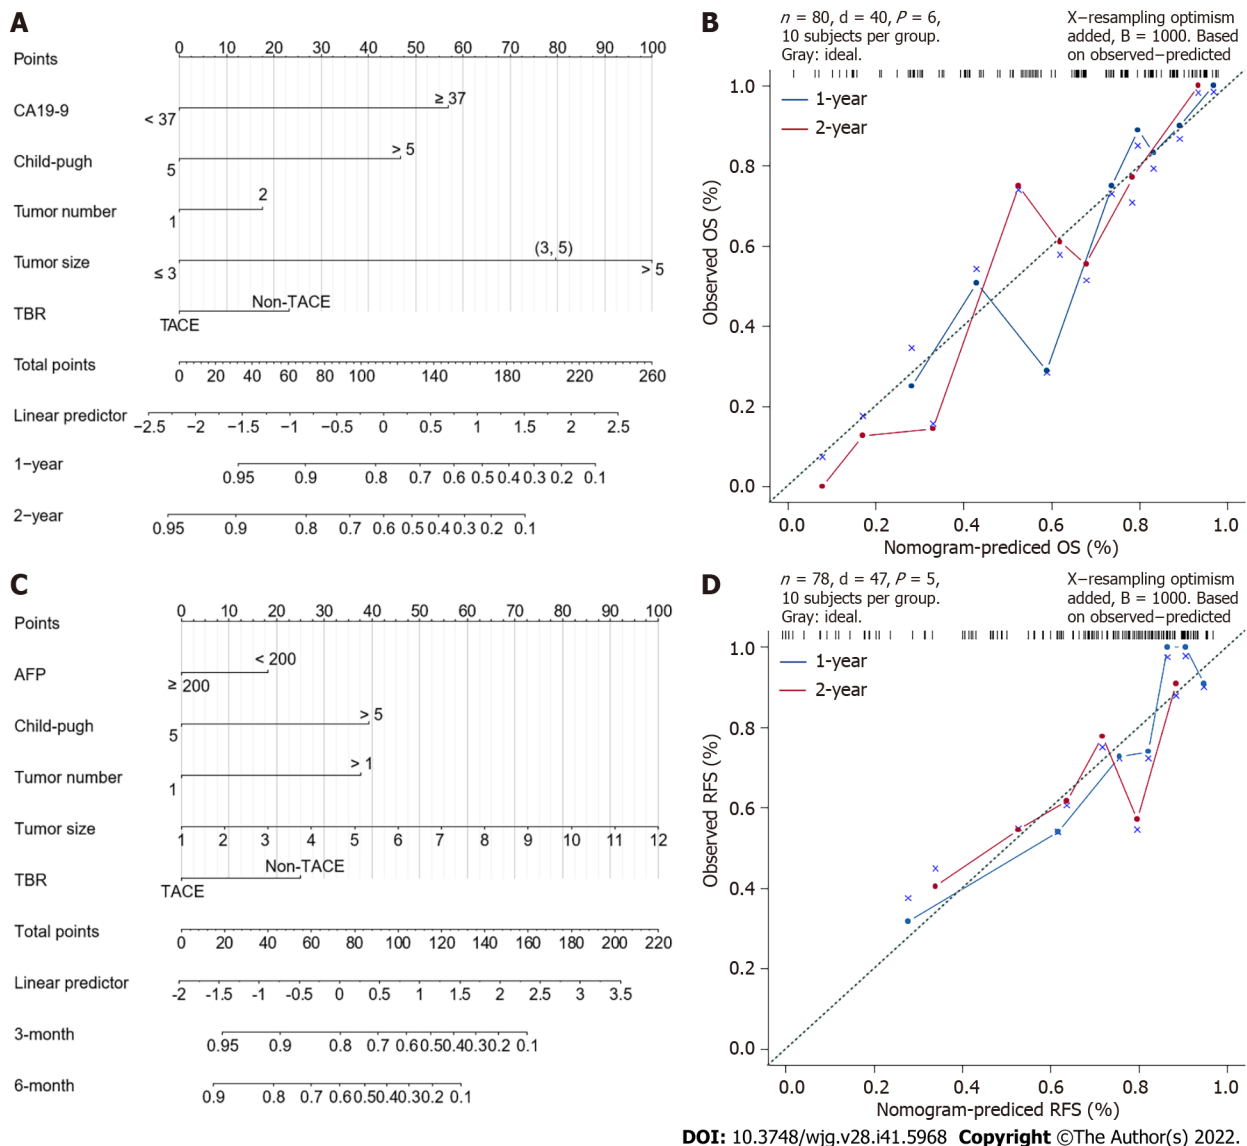 A
Points
0 10 20 30 40 50 60 70 80 90 100
CA19-9
< 37
≥ 37
Child-pugh
5
> 5
Tumor number
1
2
Tumor size
≤ 3
(3, 5)
> 5
TBR
TACE
Non-TACE
Total points
0 20 40 60 80 100 140 180 220 260
Linear predictor
−2.5 −2 −1.5 −1 −0.5 0 0.5 1 1.5 2 2.5
1−year
0.95 0.9 0.8 0.7 0.6 0.5 0.4 0.3 0.2 0.1
2−year
0.95 0.9 0.8 0.7 0.6 0.5 0.4 0.3 0.2 0.1
B
n = 80, d = 40, P = 6,
10 subjects per group.
Gray: ideal.
X−resampling optimism
added, B = 1000. Based
on observed−predicted
1-year
2-year
Observed OS (%)
1.0
0.8
0.6
0.4
0.2
0.0
0.0 0.2 0.4 0.6 0.8 1.0
Nomogram-prediced OS (%)
C
Points
0 10 20 30 40 50 60 70 80 90 100
AFP
≥ 200
< 200
Child-pugh
5
> 5
Tumor number
1
> 1
Tumor size
1 2 3 4 5 6 7 8 9 10 11 12
TBR
TACE
Non-TACE
Total points
0 20 40 60 80 100 120 140 160 180 200 220
Linear predictor
-2 -1.5 -1 -0.5 0 0.5 1 1.5 2 2.5 3 3.5
3-month
0.95 0.9 0.8 0.7 0.6 0.5 0.4 0.3 0.2 0.1
6-month
0.9 0.8 0.7 0.6 0.5 0.4 0.3 0.2 0.1
D
n = 78, d = 47, P = 5,
10 subjects per group.
Gray: ideal.
X−resampling optimism
added, B = 1000. Based
on observed−predicted
1-year
2-year
Observed RFS (%)
1.0
0.8
0.6
0.4
0.2
0.0
0.0 0.2 0.4 0.6 0.8 1.0
Nomogram-prediced RFS (%)
DOI: 10.3748/wjg.v28.i41.5968 Copyright ©The Author(s) 2022.